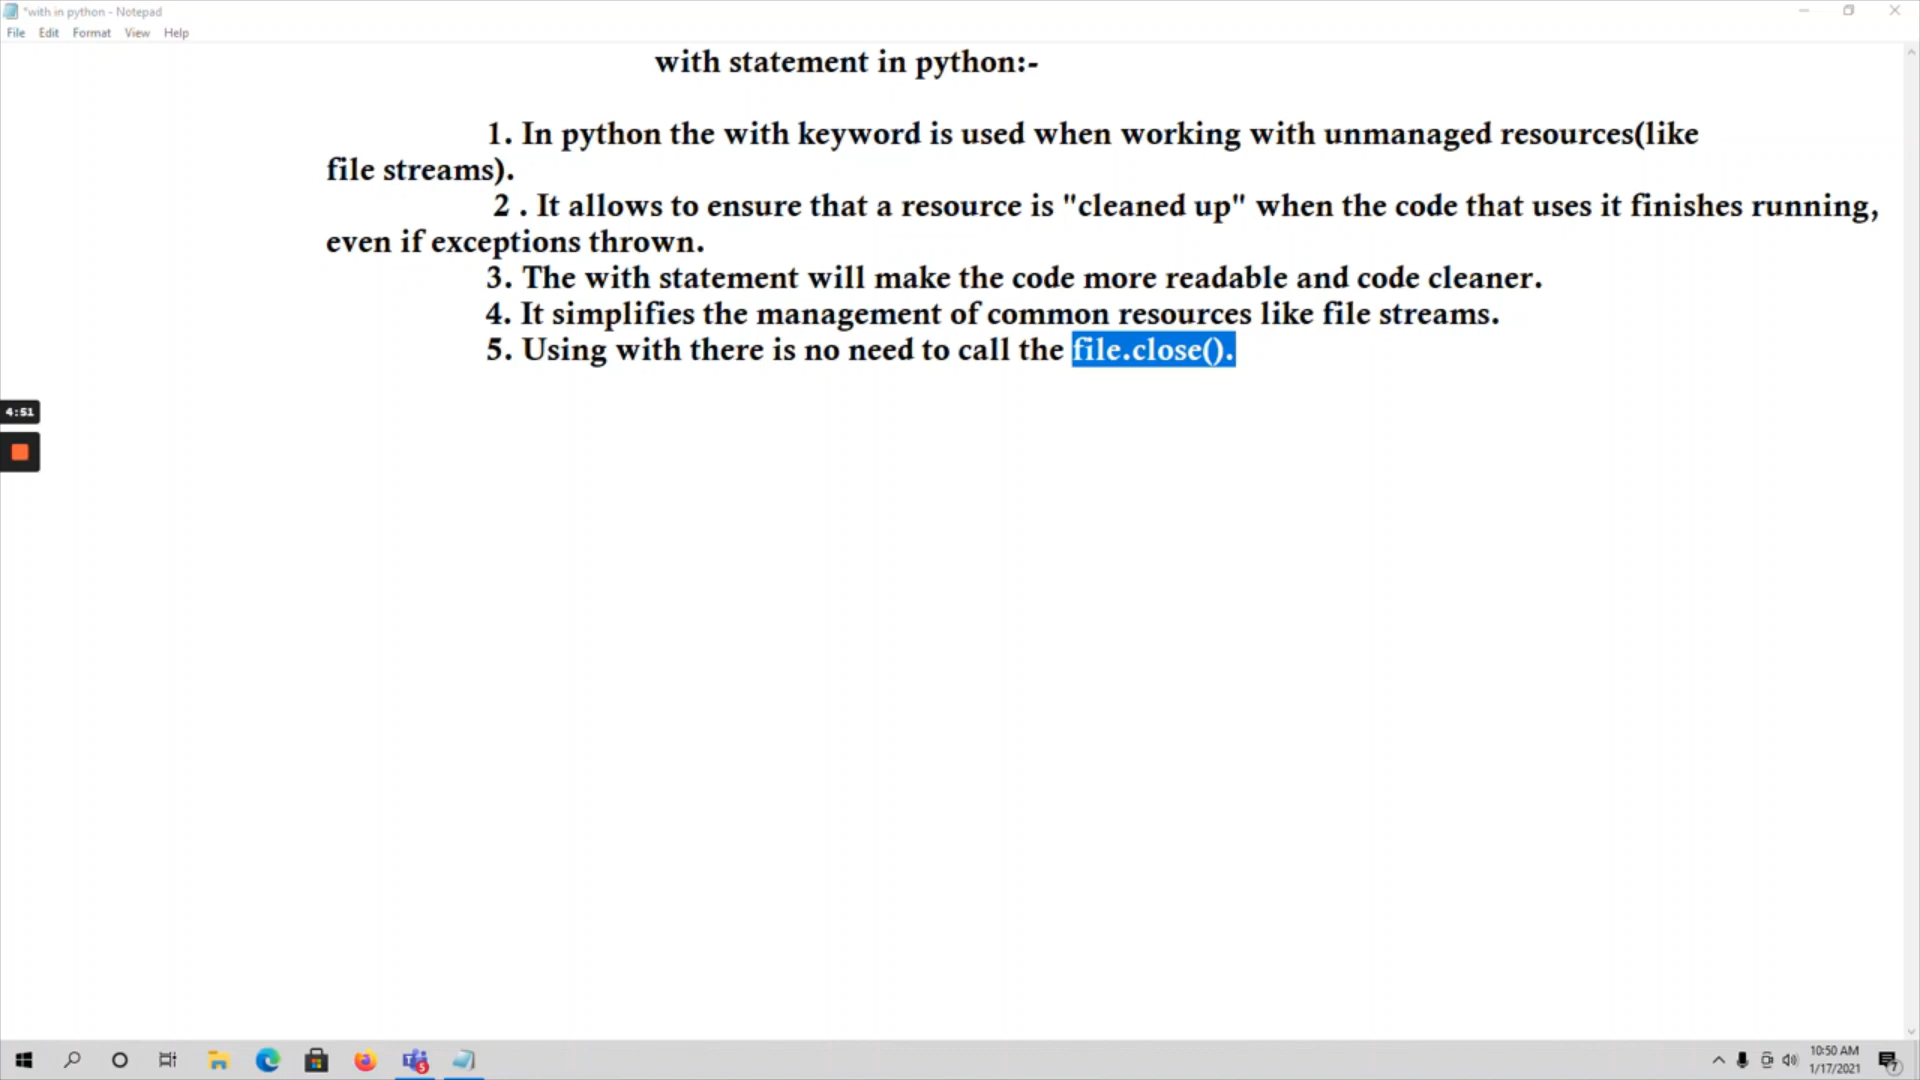 *with in python - Notepad
File Edit Format View Help
with statement in python:-
1. In python the with keyword is used when working with unmanaged resources(like
file streams).
2 . It allows to ensure that a resource is "cleaned up" when the code that uses it finishes running,
even if exceptions thrown.
3. The with statement will make the code more readable and code cleaner.
4. It simplifies the management of common resources like file streams.
5. Using with there is no need to call the file.close().
4:51
5
10:50 AM
1/17/2021
7